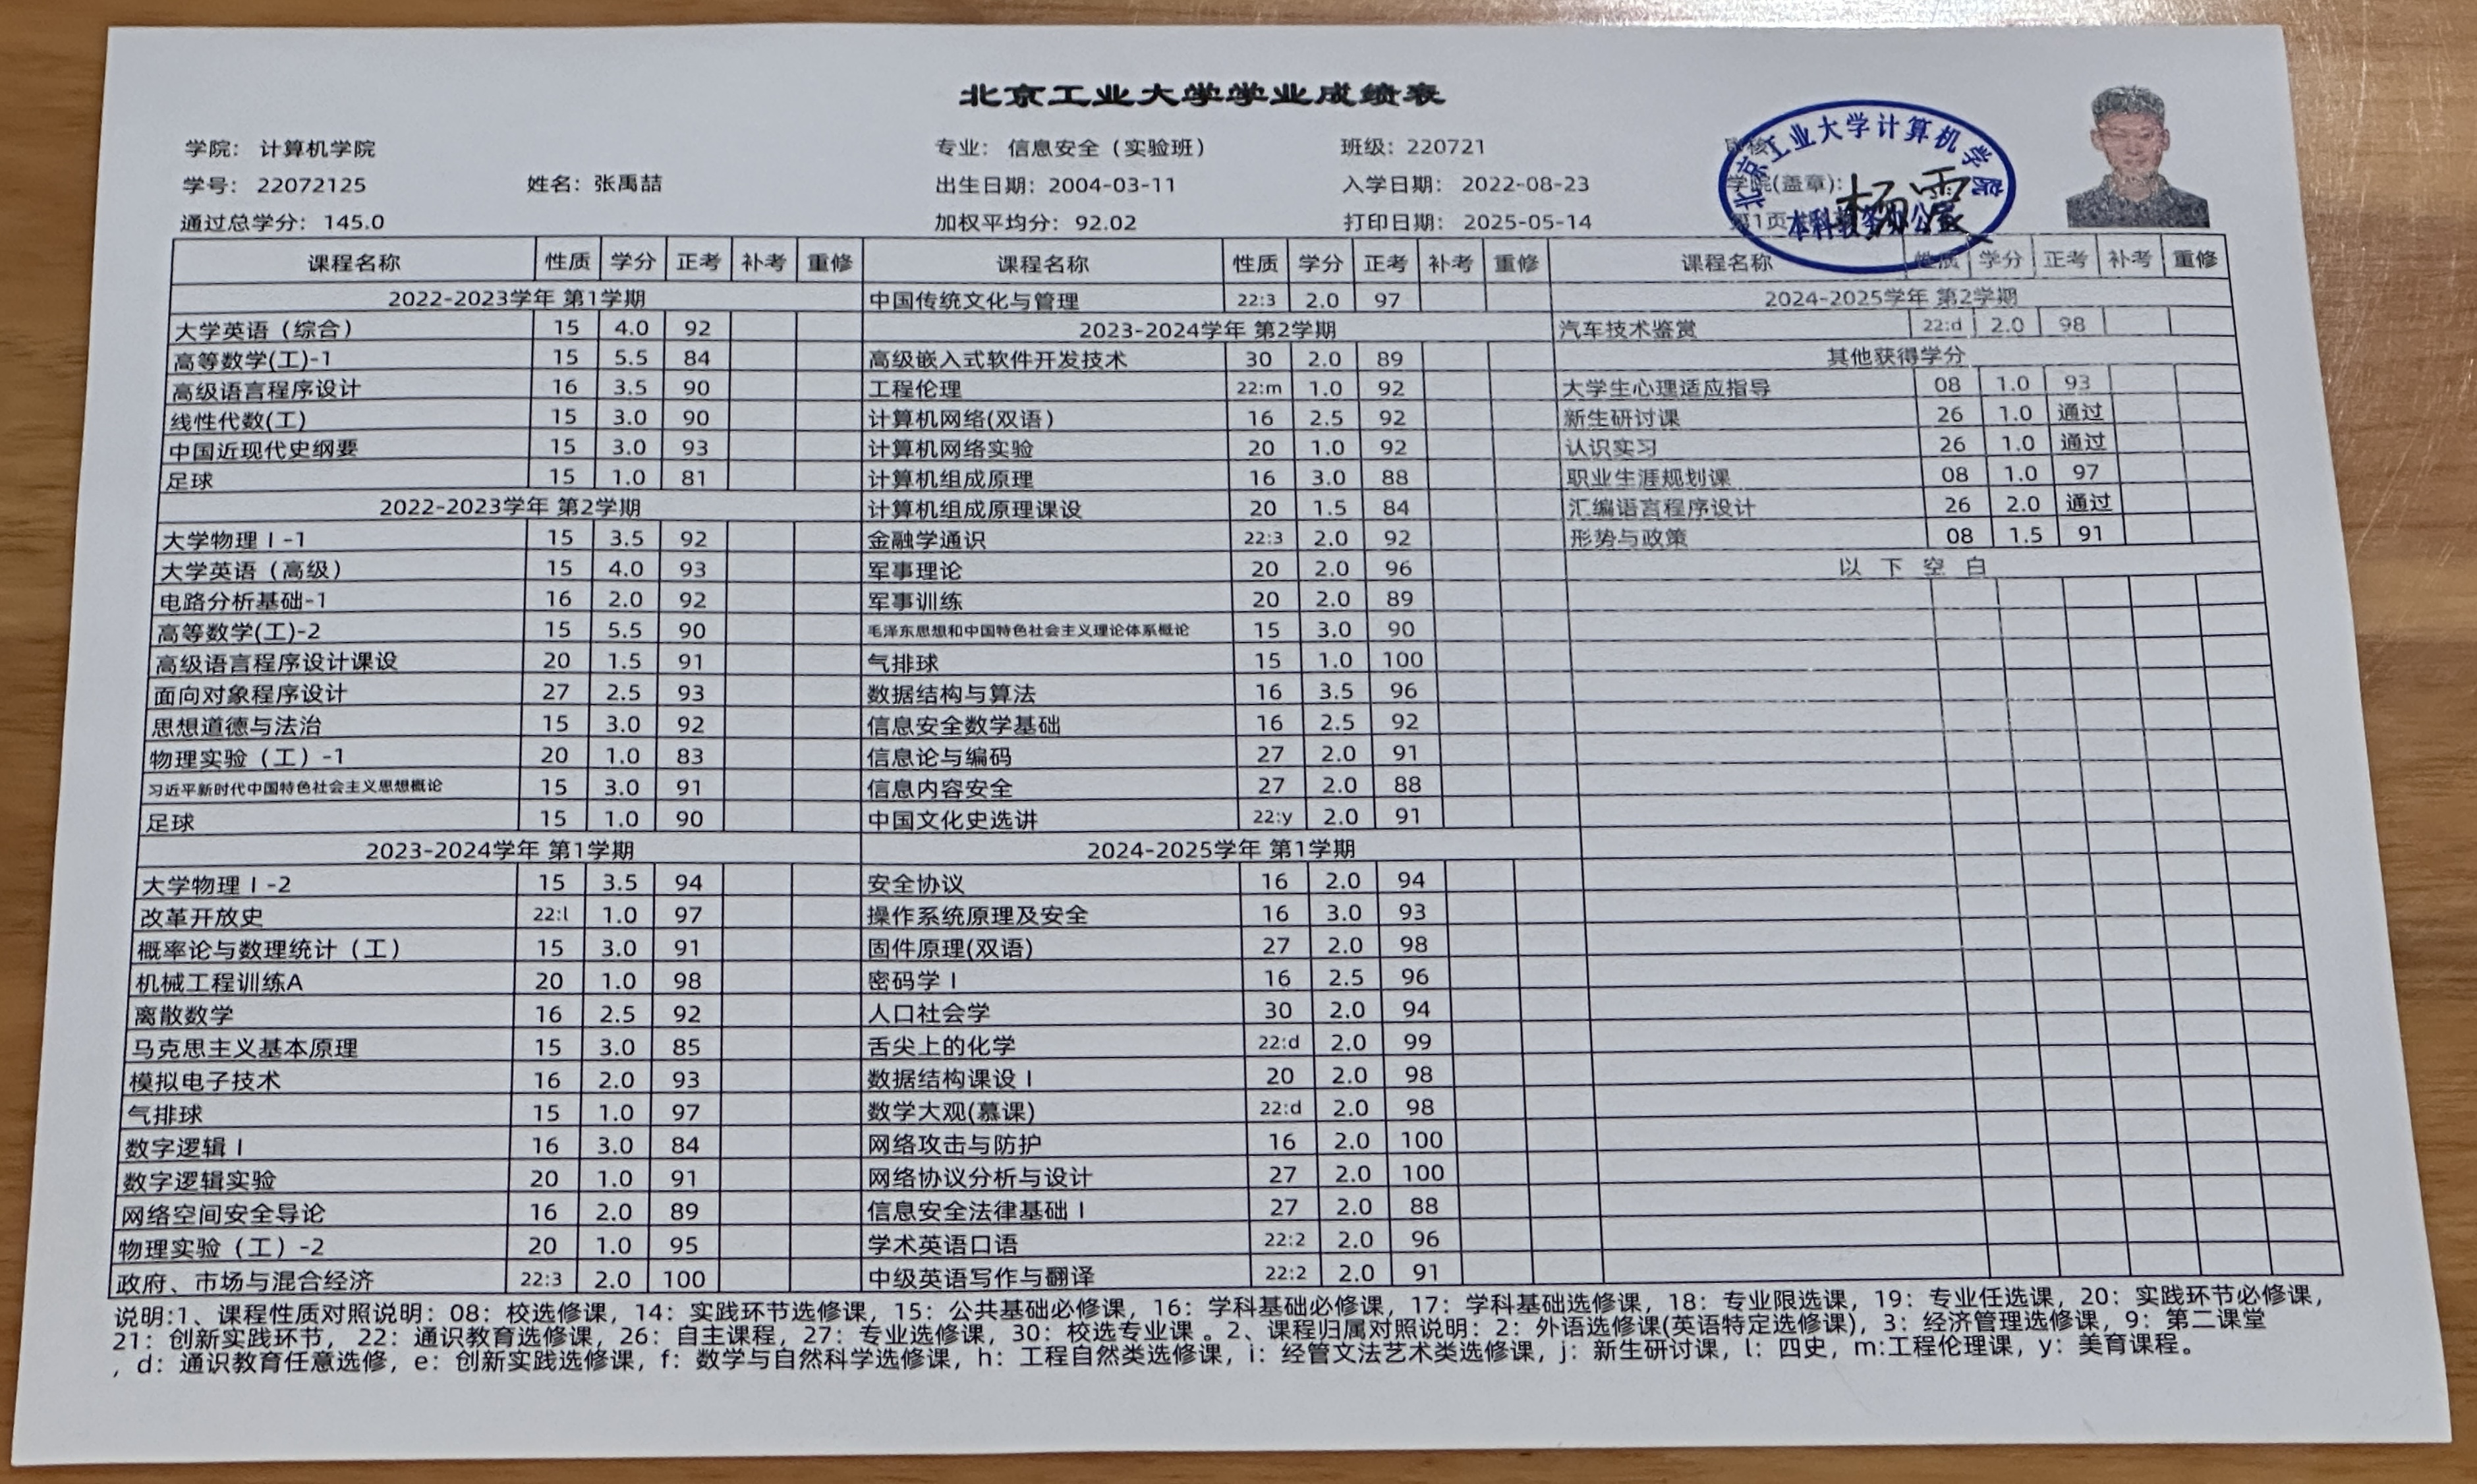 北京工业大学学业成绩表
学院： 计算机学院 专业： 信息安全（实验班） 班级：220721
学号： 22072125 姓名：张禹喆 出生日期：2004-03-11 入学日期： 2022-08-23 学院(盖章)：
通过总学分：145.0 加权平均分：92.02 打印日期： 2025-05-14 第1页
北京工业大学计算机学院
本科教务办公室
课程名称 性质 学分 正考 补考 重修
2022-2023学年 第1学期
大学英语（综合） 15 4.0 92
高等数学(工)-1 15 5.5 84
高级语言程序设计 16 3.5 90
线性代数(工) 15 3.0 90
中国近现代史纲要 15 3.0 93
足球 15 1.0 81
2022-2023学年 第2学期
大学物理Ⅰ-1 15 3.5 92
大学英语（高级） 15 4.0 93
电路分析基础-1 16 2.0 92
高等数学(工)-2 15 5.5 90
高级语言程序设计课设 20 1.5 91
面向对象程序设计 27 2.5 93
思想道德与法治 15 3.0 92
物理实验（工）-1 20 1.0 83
习近平新时代中国特色社会主义思想概论 15 3.0 91
足球 15 1.0 90
2023-2024学年 第1学期
大学物理Ⅰ-2 15 3.5 94
改革开放史 22:l 1.0 97
概率论与数理统计（工） 15 3.0 91
机械工程训练A 20 1.0 98
离散数学 16 2.5 92
马克思主义基本原理 15 3.0 85
模拟电子技术 16 2.0 93
气排球 15 1.0 97
数字逻辑Ⅰ 16 3.0 84
数字逻辑实验 20 1.0 91
网络空间安全导论 16 2.0 89
物理实验（工）-2 20 1.0 95
政府、市场与混合经济 22:3 2.0 100
课程名称 性质 学分 正考 补考 重修
中国传统文化与管理 22:3 2.0 97
2023-2024学年 第2学期
高级嵌入式软件开发技术 30 2.0 89
工程伦理 22:m 1.0 92
计算机网络(双语) 16 2.5 92
计算机网络实验 20 1.0 92
计算机组成原理 16 3.0 88
计算机组成原理课设 20 1.5 84
金融学通识 22:3 2.0 92
军事理论 20 2.0 96
军事训练 20 2.0 89
毛泽东思想和中国特色社会主义理论体系概论 15 3.0 90
气排球 15 1.0 100
数据结构与算法 16 3.5 96
信息安全数学基础 16 2.5 92
信息论与编码 27 2.0 91
信息内容安全 27 2.0 88
中国文化史选讲 22:y 2.0 91
2024-2025学年 第1学期
安全协议 16 2.0 94
操作系统原理及安全 16 3.0 93
固件原理(双语) 27 2.0 98
密码学Ⅰ 16 2.5 96
人口社会学 30 2.0 94
舌尖上的化学 22:d 2.0 99
数据结构课设Ⅰ 20 2.0 98
数学大观(慕课) 22:d 2.0 98
网络攻击与防护 16 2.0 100
网络协议分析与设计 27 2.0 100
信息安全法律基础Ⅰ 27 2.0 88
学术英语口语 22:2 2.0 96
中级英语写作与翻译 22:2 2.0 91
课程名称 性质 学分 正考 补考 重修
2024-2025学年 第2学期
汽车技术鉴赏 22:d 2.0 98
其他获得学分
大学生心理适应指导 08 1.0 93
新生研讨课 26 1.0 通过
认识实习 26 1.0 通过
职业生涯规划课 08 1.0 97
汇编语言程序设计 26 2.0 通过
形势与政策 08 1.5 91
以 下 空 白
说明:1、课程性质对照说明：08：校选修课，14：实践环节选修课，15：公共基础必修课，16：学科基础必修课，17：学科基础选修课，18：专业限选课，19：专业任选课，20：实践环节必修课，
21：创新实践环节，22：通识教育选修课，26：自主课程，27：专业选修课，30：校选专业课 。2、课程归属对照说明：2：外语选修课(英语特定选修课)，3：经济管理选修课，9：第二课堂
，d：通识教育任意选修，e：创新实践选修课，f：数学与自然科学选修课，h：工程自然类选修课，i：经管文法艺术类选修课，j：新生研讨课，l：四史，m:工程伦理课，y：美育课程。